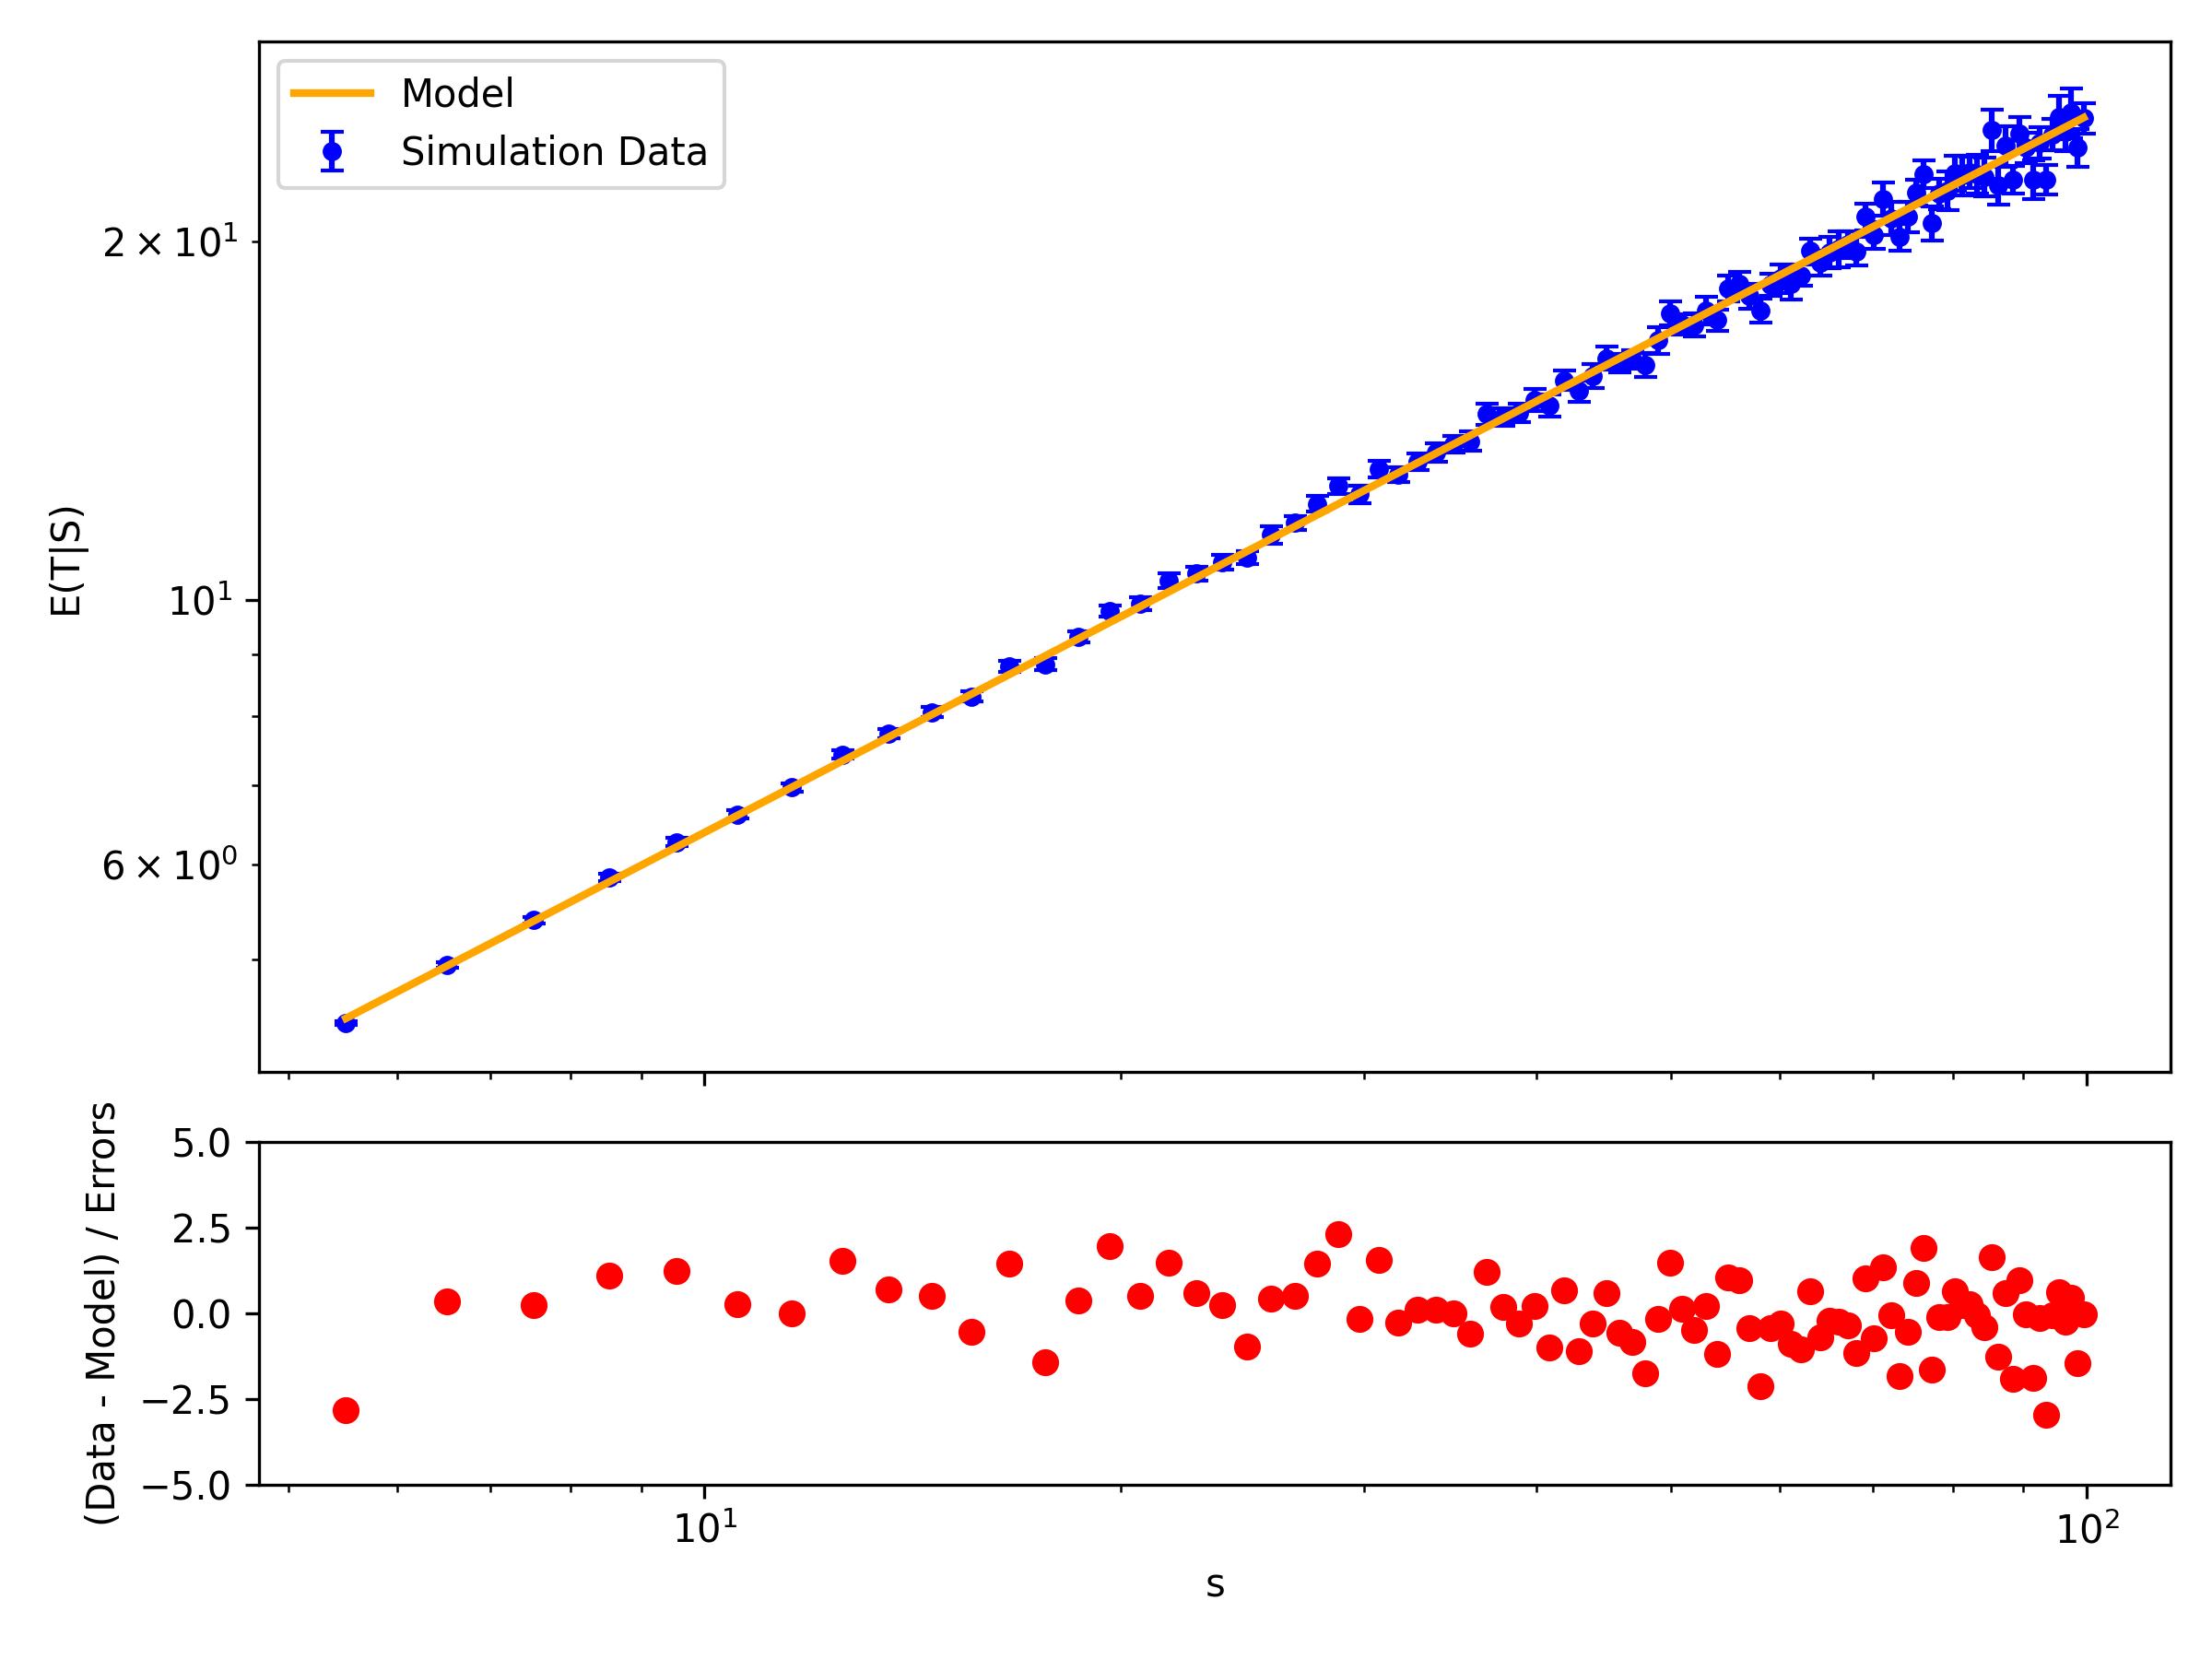 Model
Simulation Data
2 × 10¹
10¹
6 × 10⁰
E(T|S)
5.0
2.5
0.0
−2.5
−5.0
(Data - Model) / Errors
10¹
10²
s